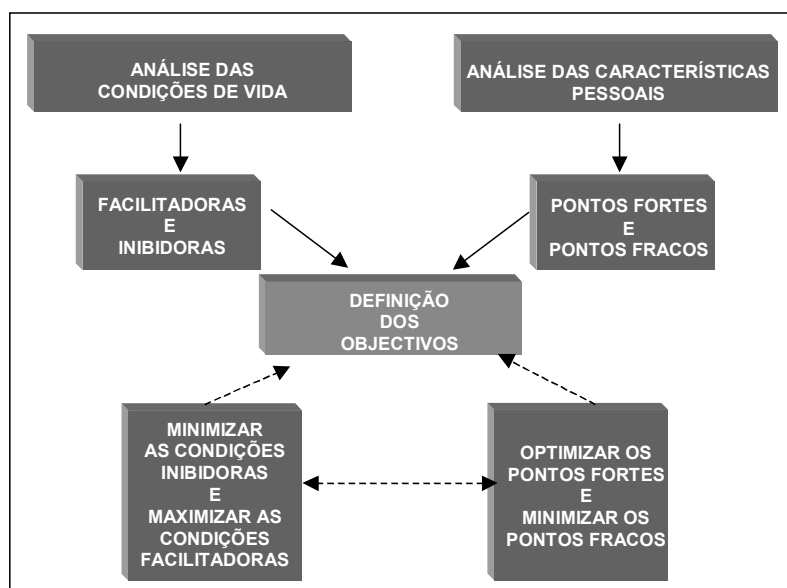 ANÁLISE DAS
CONDIÇÕES DE VIDA
ANÁLISE DAS CARACTERÍSTICAS
PESSOAIS
FACILITADORAS
E
INIBIDORAS
PONTOS FORTES
E
PONTOS FRACOS
DEFINIÇÃO
DOS
OBJECTIVOS
MINIMIZAR
AS CONDIÇÕES
INIBIDORAS
E
MAXIMIZAR AS
CONDIÇÕES
FACILITADORAS
OPTIMIZAR OS
PONTOS FORTES
E
MINIMIZAR OS
PONTOS FRACOS